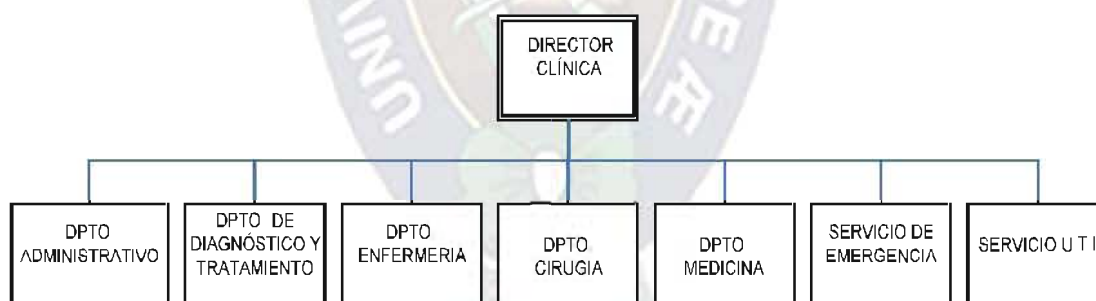 DIRECTOR
CLÍNICA
DPTO
ADMINISTRATIVO
DPTO DE
DIAGNÓSTICO Y
TRATAMIENTO
DPTO
ENFERMERIA
DPTO
CIRUGIA
DPTO
MEDICINA
SERVICIO DE
EMERGENCIA
SERVICIO U T I